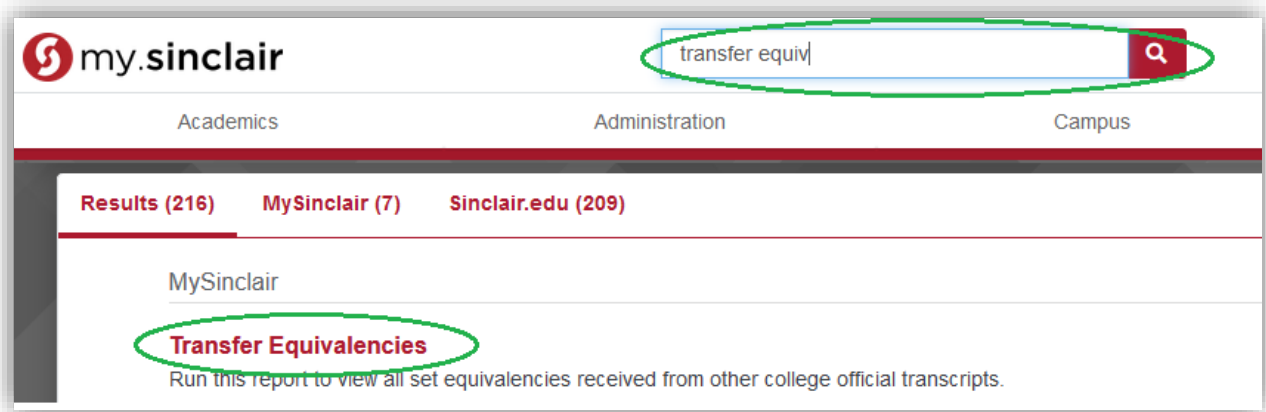 my.sinclair
transfer equiv
Academics Administration Campus
Results (216) MySinclair (7) Sinclair.edu (209)
MySinclair
Transfer Equivalencies
Run this report to view all set equivalencies received from other college official transcripts.